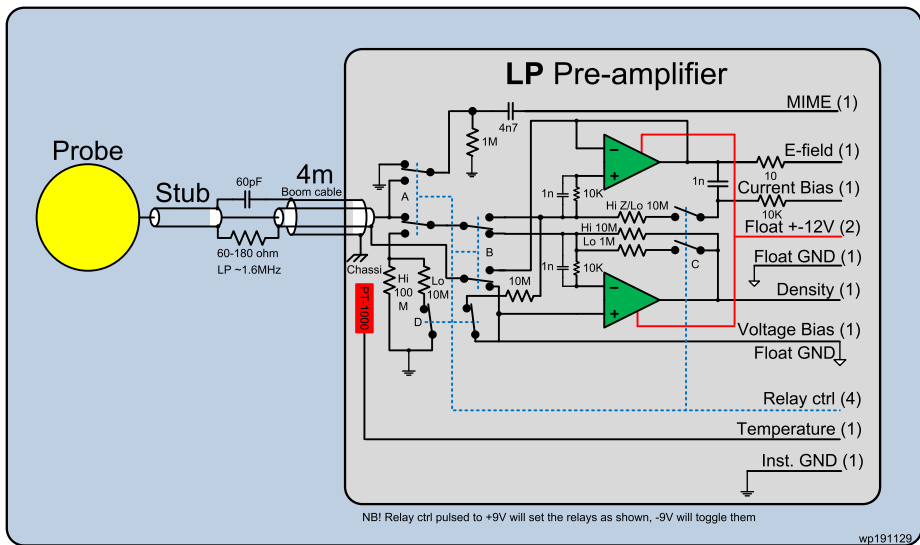 LP Pre-amplifier
MIME (1)
4n7
1M
Probe
E-field (1)
10
Stub
60pF
4m
Boom cable
A
1n
10K
1n
Current Bias (1)
10K
Hi Z/Lo 10M
Hi 10M
Float +-12V (2)
B
Lo 1M
60-180 ohm
LP ~1.6MHz
Chassi
C
Float GND (1)
1n
10K
Hi
100
M
Lo
10M
10M
Density (1)
PT-1000
D
Voltage Bias (1)
Float GND
Relay ctrl (4)
Temperature (1)
Inst. GND (1)
NB! Relay ctrl pulsed to +9V will set the relays as shown, -9V will toggle them
wp191129